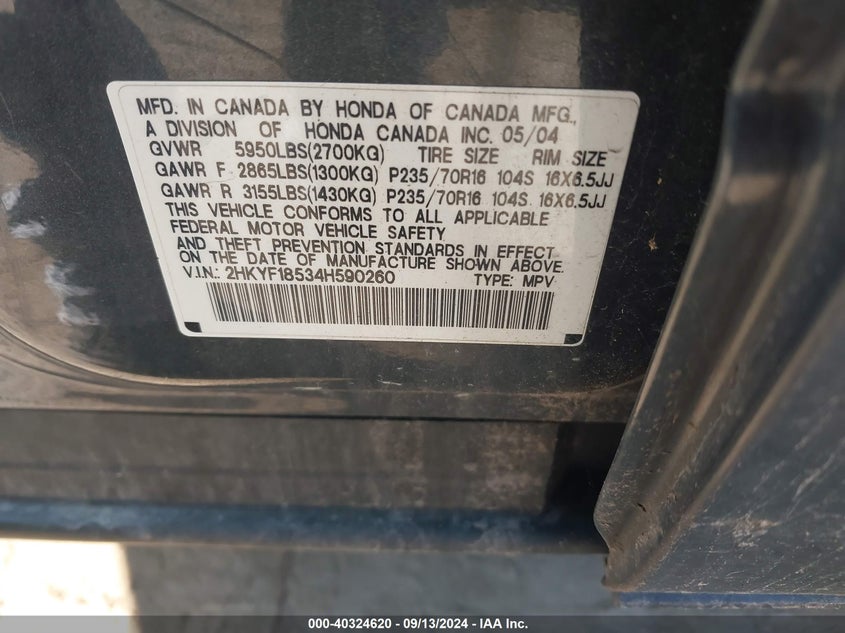 MFD. IN CANADA BY HONDA OF CANADA MFG.,
A DIVISION OF HONDA CANADA INC. 05/04
GVWR 5950LBS(2700KG) TIRE SIZE RIM SIZE
GAWR F 2865LBS(1300KG) P235/70R16 104S 16X6.5JJ
GAWR R 3155LBS(1430KG) P235/70R16 104S 16X6.5JJ
THIS VEHICLE CONFORMS TO ALL APPLICABLE
FEDERAL MOTOR VEHICLE SAFETY
AND THEFT PREVENTION STANDARDS IN EFFECT
ON THE DATE OF MANUFACTURE SHOWN ABOVE.
V.I.N.: 2HKYF18534H590260 TYPE: MPV
000-40324620 - 09/13/2024 - IAA Inc.